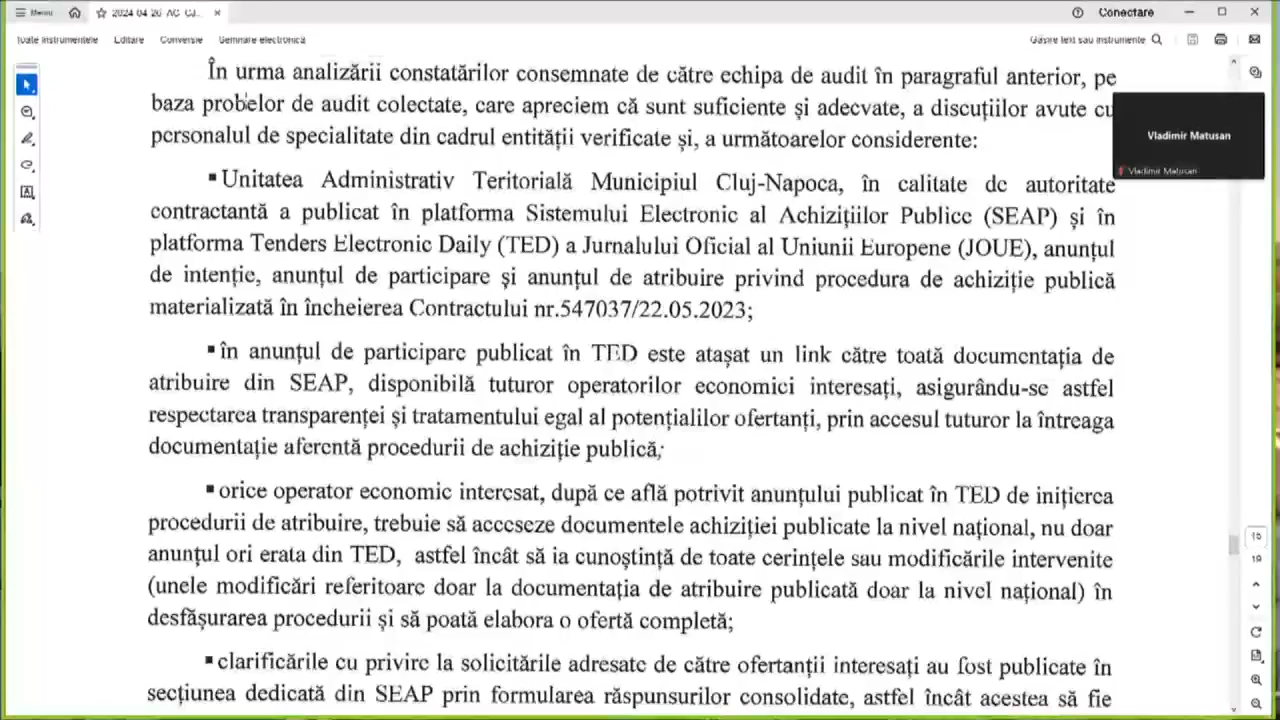 Meniu
2024 04 26_AC_CJ...
Conectare
Toate instrumentele Editare Conversie Semnare electronică
Găsire text sau instrumente
În urma analizării constatărilor consemnate de către echipa de audit în paragraful anterior, pe
baza probelor de audit colectate, care apreciem că sunt suficiente și adecvate, a discuțiilor avute cu
personalul de specialitate din cadrul entității verificate și, a următoarelor considerente:
▪Unitatea Administrativ Teritorială Municipiul Cluj-Napoca, în calitate de autoritate
contractantă a publicat în platforma Sistemului Electronic al Achizițiilor Publice (SEAP) și în
platforma Tenders Electronic Daily (TED) a Jurnalului Oficial al Uniunii Europene (JOUE), anunțul
de intenție, anunțul de participare și anunțul de atribuire privind procedura de achiziție publică
materializată în încheierea Contractului nr.547037/22.05.2023;
▪în anunțul de participare publicat în TED este atașat un link către toată documentația de
atribuire din SEAP, disponibilă tuturor operatorilor economici interesați, asigurându-se astfel
respectarea transparenței și tratamentului egal al potențialilor ofertanți, prin accesul tuturor la întreaga
documentație aferentă procedurii de achiziție publică;
▪orice operator economic interesat, după ce află potrivit anunțului publicat în TED de inițierea
procedurii de atribuire, trebuie să acceseze documentele achiziției publicate la nivel național, nu doar
anunțul ori erata din TED, astfel încât să ia cunoștință de toate cerințele sau modificările intervenite
(unele modificări referitoare doar la documentația de atribuire publicată doar la nivel național) în
desfășurarea procedurii și să poată elabora o ofertă completă;
▪clarificările cu privire la solicitările adresate de către ofertanții interesați au fost publicate în
secțiunea dedicată din SEAP prin formularea răspunsurilor consolidate, astfel încât acestea să fie
Vladimir Matusan
Vladimir Matusan
15
19